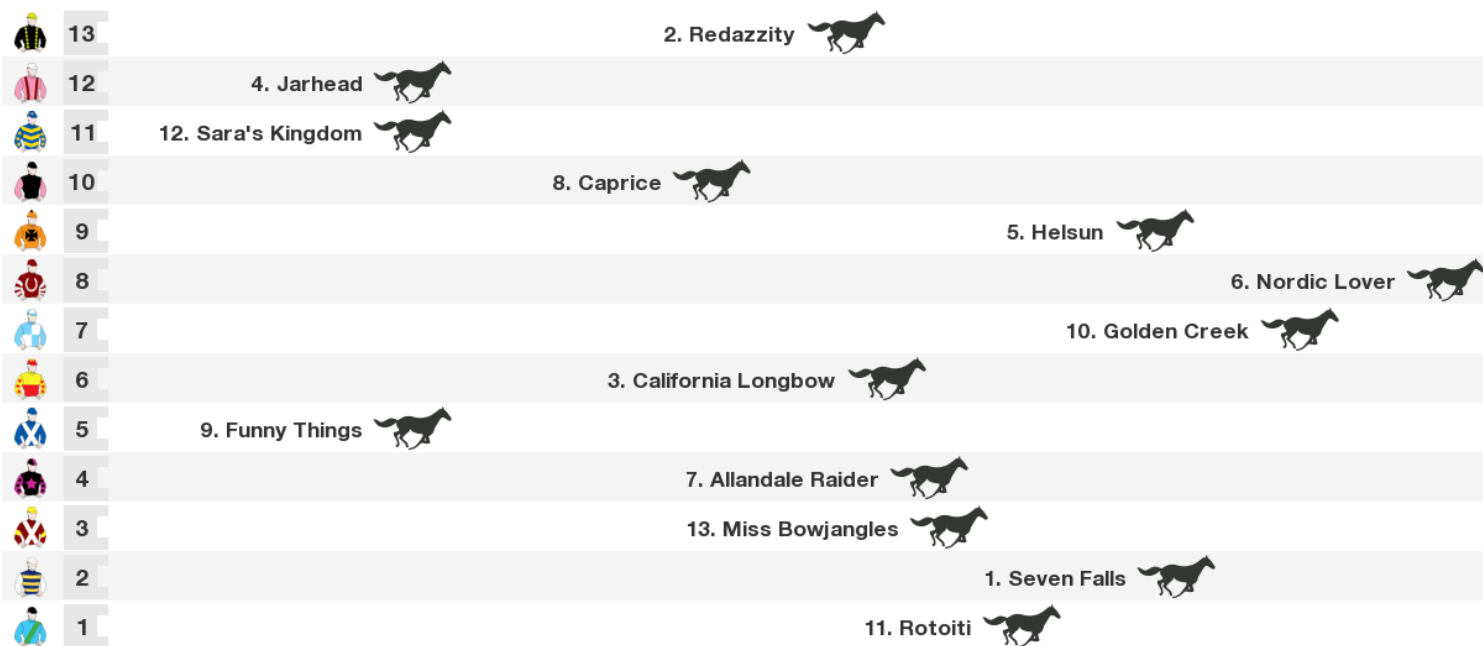 13 2. Redazzity
12 4. Jarhead
11 12. Sara's Kingdom
10 8. Caprice
9 5. Helsun
8 6. Nordic Lover
7 10. Golden Creek
6 3. California Longbow
5 9. Funny Things
4 7. Allandale Raider
3 13. Miss Bowjangles
2 1. Seven Falls
1 11. Rotoiti